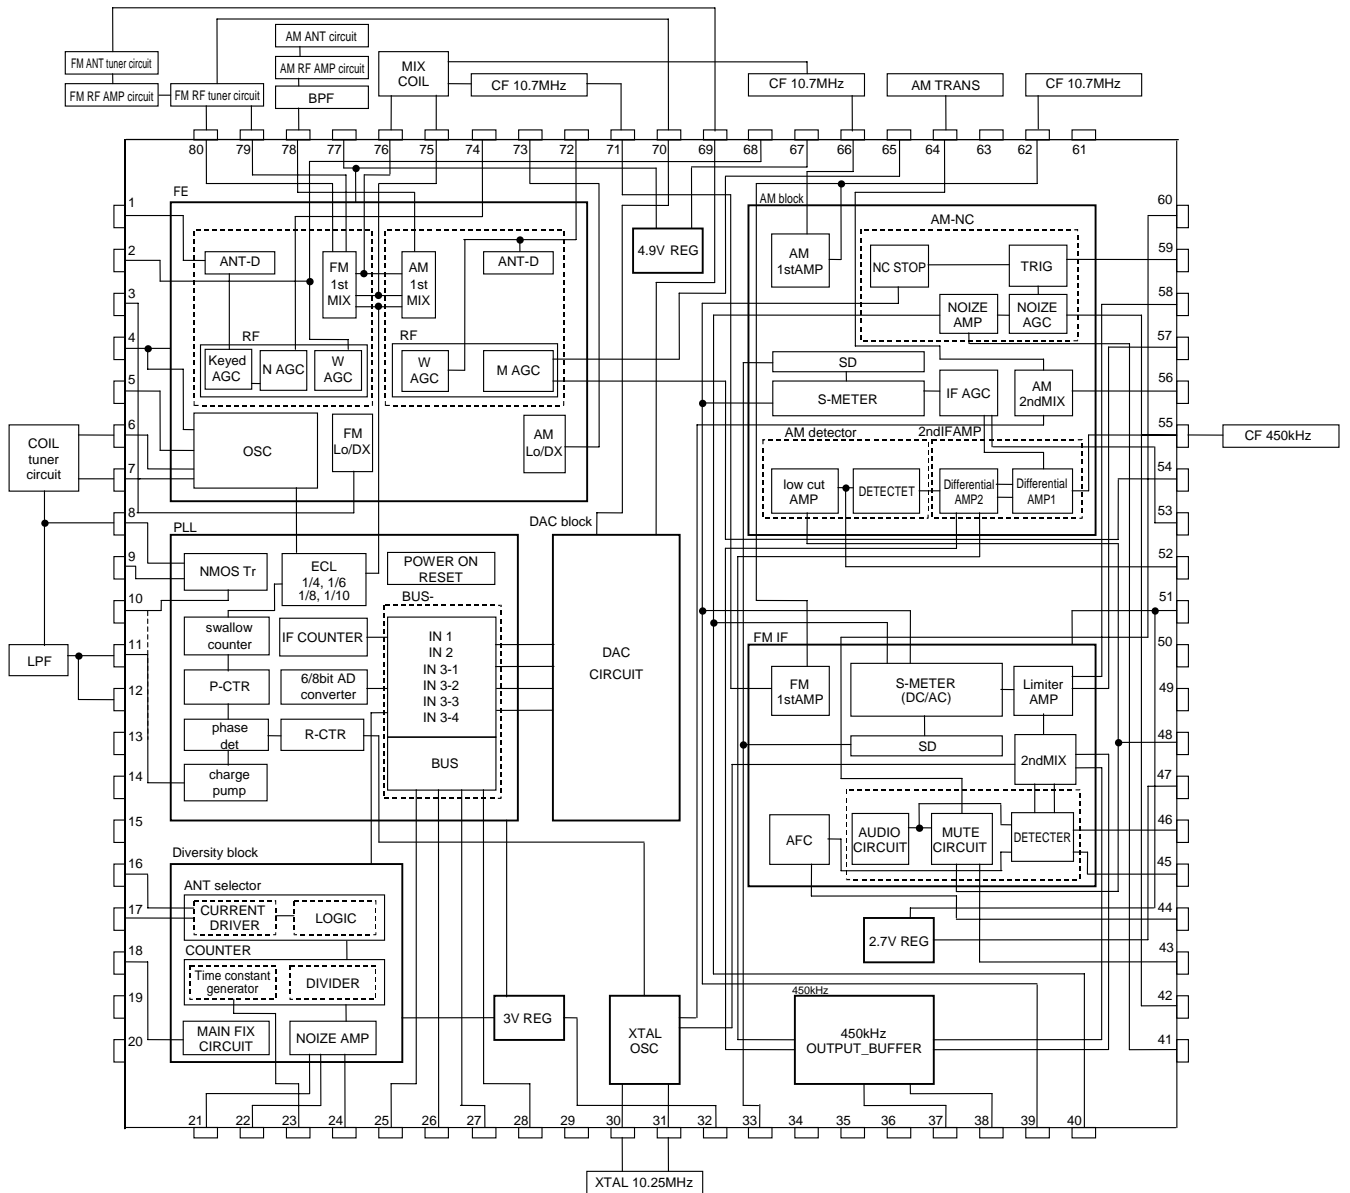 AM ANT circuit
FM ANT tuner circuit
AM RF AMP circuit
MIX
COIL
CF 10.7MHz
CF 10.7MHz
AM TRANS
CF 10.7MHz
FM RF AMP circuit
FM RF tuner circuit
BPF
80
79
78
77
76
75
74
73
72
71
70
69
68
67
66
65
64
63
62
61
1
2
3
4
5
6
7
8
9
10
11
12
13
14
15
16
17
18
19
20
COIL
tuner
circuit
LPF
FE
ANT-D
FM
1st
MIX
AM
1st
MIX
ANT-D
RF
Keyed
AGC
N AGC
W
AGC
RF
W
AGC
M AGC
OSC
FM
Lo/DX
AM
Lo/DX
4.9V REG
PLL
NMOS Tr
ECL
1/4, 1/6
1/8, 1/10
POWER ON
RESET
BUS-
swallow
counter
IF COUNTER
P-CTR
6/8bit AD
converter
phase
det
R-CTR
charge
pump
IN 1
IN 2
IN 3-1
IN 3-2
IN 3-3
IN 3-4
BUS
DAC block
DAC
CIRCUIT
Diversity block
ANT selector
CURRENT
DRIVER
LOGIC
COUNTER
Time constant
generator
DIVIDER
MAIN FIX
CIRCUIT
NOIZE AMP
3V REG
XTAL
OSC
AM block
AM-NC
AM
1stAMP
NC STOP
TRIG
NOIZE
AMP
NOIZE
AGC
SD
S-METER
IF AGC
AM
2ndMIX
AM detector
2ndIFAMP
low cut
AMP
DETECTET
Differential
AMP2
Differential
AMP1
FM IF
FM
1stAMP
S-METER
(DC/AC)
Limiter
AMP
SD
2ndMIX
AFC
AUDIO
CIRCUIT
MUTE
CIRCUIT
DETECTER
2.7V REG
450kHz
450kHz
OUTPUT_BUFFER
60
59
58
57
56
55
54
53
52
51
50
49
48
47
46
45
44
43
42
41
CF 450kHz
21
22
23
24
25
26
27
28
29
30
31
32
33
34
35
36
37
38
39
40
XTAL 10.25MHz